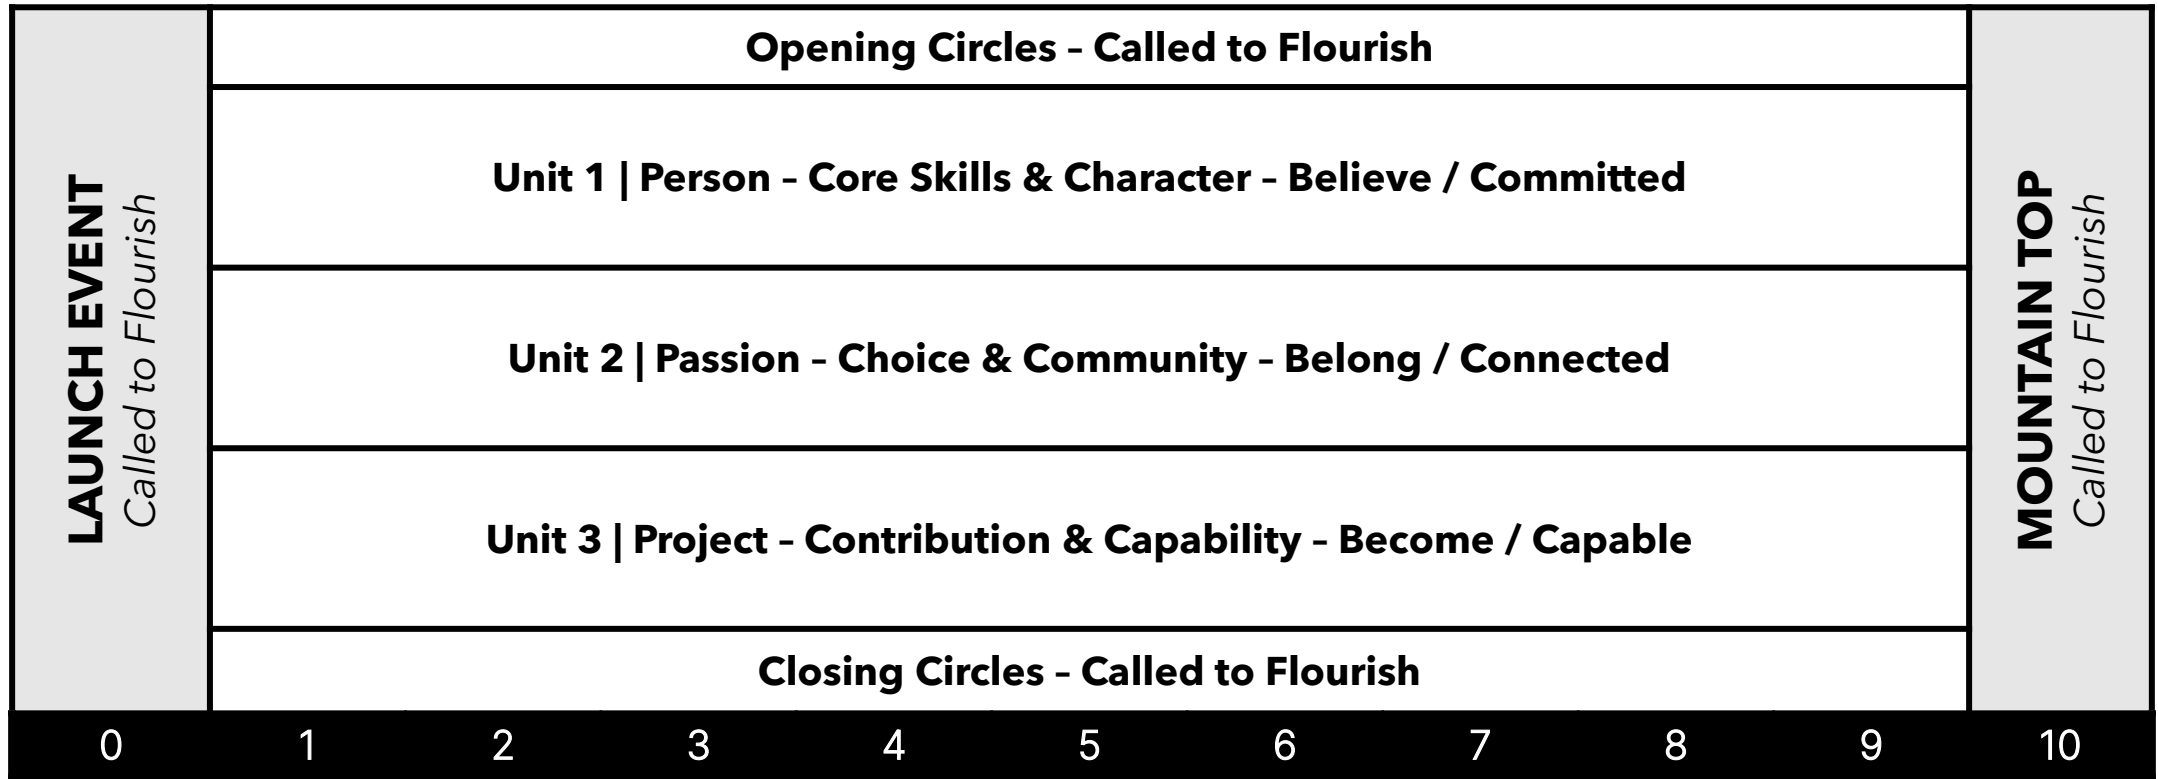 LAUNCH EVENT
Called to Flourish
Opening Circles – Called to Flourish
Unit 1 | Person – Core Skills & Character – Believe / Committed
Unit 2 | Passion – Choice & Community – Belong / Connected
Unit 3 | Project – Contribution & Capability – Become / Capable
Closing Circles – Called to Flourish
MOUNTAIN TOP
Called to Flourish
0 1 2 3 4 5 6 7 8 9 10